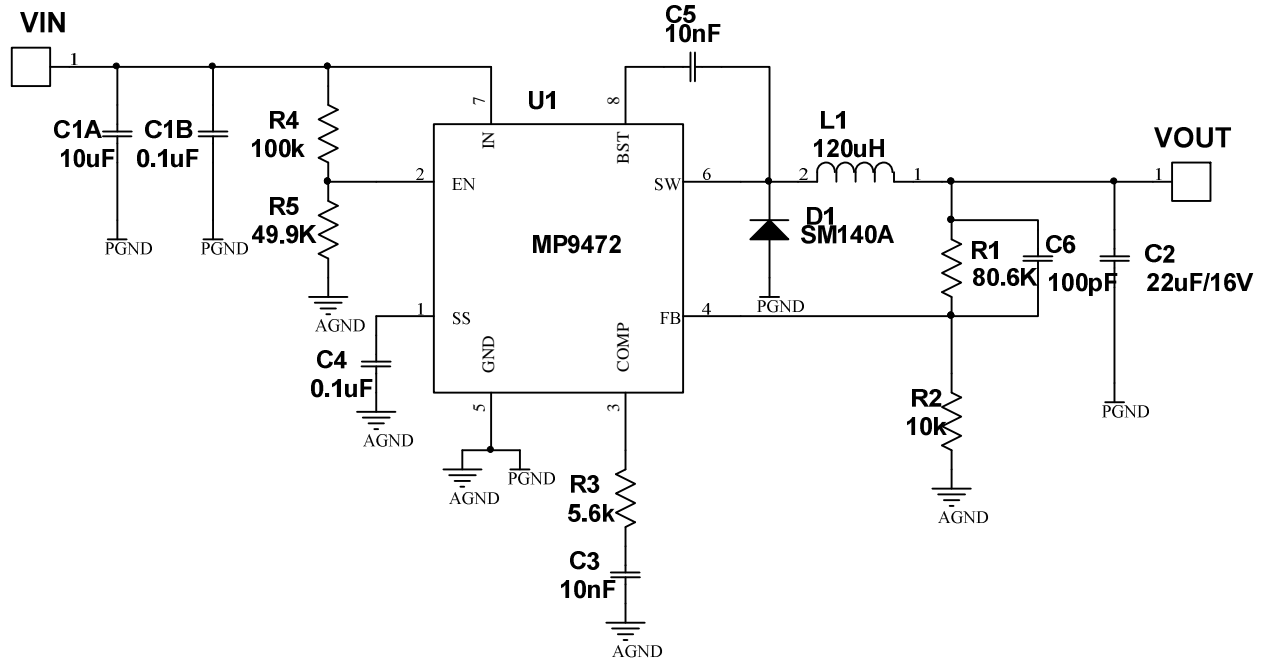 VIN
1
C1A
10uF
PGND
C1B
0.1uF
PGND
R4
100k
R5
49.9K
AGND
C4
0.1uF
AGND
U1
MP9472
7
IN
8
BST
2
EN
1
SS
GND
5
COMP
3
SW
6
FB
4
AGND
PGND
R3
5.6k
C3
10nF
AGND
C5
10nF
L1
120uH
2
1
D1
SM140A
PGND
R1
80.6K
C6
100pF
R2
10k
AGND
C2
22uF/16V
PGND
VOUT
1